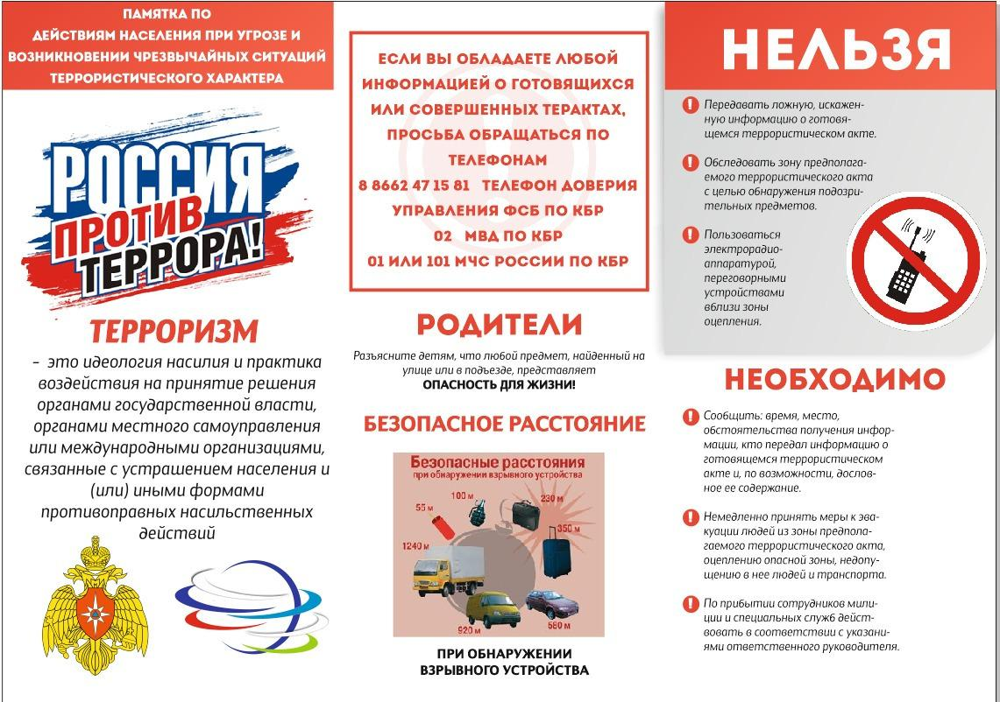 ПАМЯТКА ПО
ДЕЙСТВИЯМ НАСЕЛЕНИЯ ПРИ УГРОЗЕ И
ВОЗНИКНОВЕНИИ ЧРЕЗВЫЧАЙНЫХ СИТУАЦИЙ
ТЕРРОРИСТИЧЕСКОГО ХАРАКТЕРА
РОССИЯ
ПРОТИВ
ТЕРРОРА!
ТЕРРОРИЗМ
– это идеология насилия и практика
воздействия на принятие решения
органами государственной власти,
органами местного самоуправления
или международными организациями,
связанные с устрашением населения и
(или) иными формами
противоправных насильственных
действий
ЕСЛИ ВЫ ОБЛАДАЕТЕ ЛЮБОЙ
ИНФОРМАЦИЕЙ О ГОТОВЯЩИХСЯ
ИЛИ СОВЕРШЕННЫХ ТЕРАКТАХ,
ПРОСЬБА ОБРАЩАТЬСЯ ПО
ТЕЛЕФОНАМ
8 8662 47 15 81 ТЕЛЕФОН ДОВЕРИЯ
УПРАВЛЕНИЯ ФСБ ПО КБР
02 МВД ПО КБР
01 ИЛИ 101 МЧС РОССИИ ПО КБР
РОДИТЕЛИ
Разъясните детям, что любой предмет, найденный на
улице или в подъезде, представляет
ОПАСНОСТЬ ДЛЯ ЖИЗНИ!
БЕЗОПАСНОЕ РАССТОЯНИЕ
Безопасные расстояния
при обнаружении взрывного устройства
55 м
100 м
230 м
350 м
1240 м
920 м
580 м
ПРИ ОБНАРУЖЕНИИ
ВЗРЫВНОГО УСТРОЙСТВА
НЕЛЬЗЯ
Передавать ложную, искажен-
ную информацию о готовя-
щемся террористическом акте.
Обследовать зону предполага-
емого террористического акта
с целью обнаружения подозри-
тельных предметов.
Пользоваться
электрорадио-
аппаратурой,
переговорными
устройствами
вблизи зоны
оцепления.
НЕОБХОДИМО
Сообщить: время, место,
обстоятельства получения инфор-
мации, кто передал информацию о
готовящемся террористическом
акте и, по возможности, дослов-
ное ее содержание.
Немедленно принять меры к эва-
куации людей из зоны предпола-
гаемого террористического акта,
оцеплению опасной зоны, недопу-
щению в нее людей и транспорта.
По прибытии сотрудников мили-
ции и специальных служб дейст-
вовать в соответствии с указани-
ями ответственного руководителя.